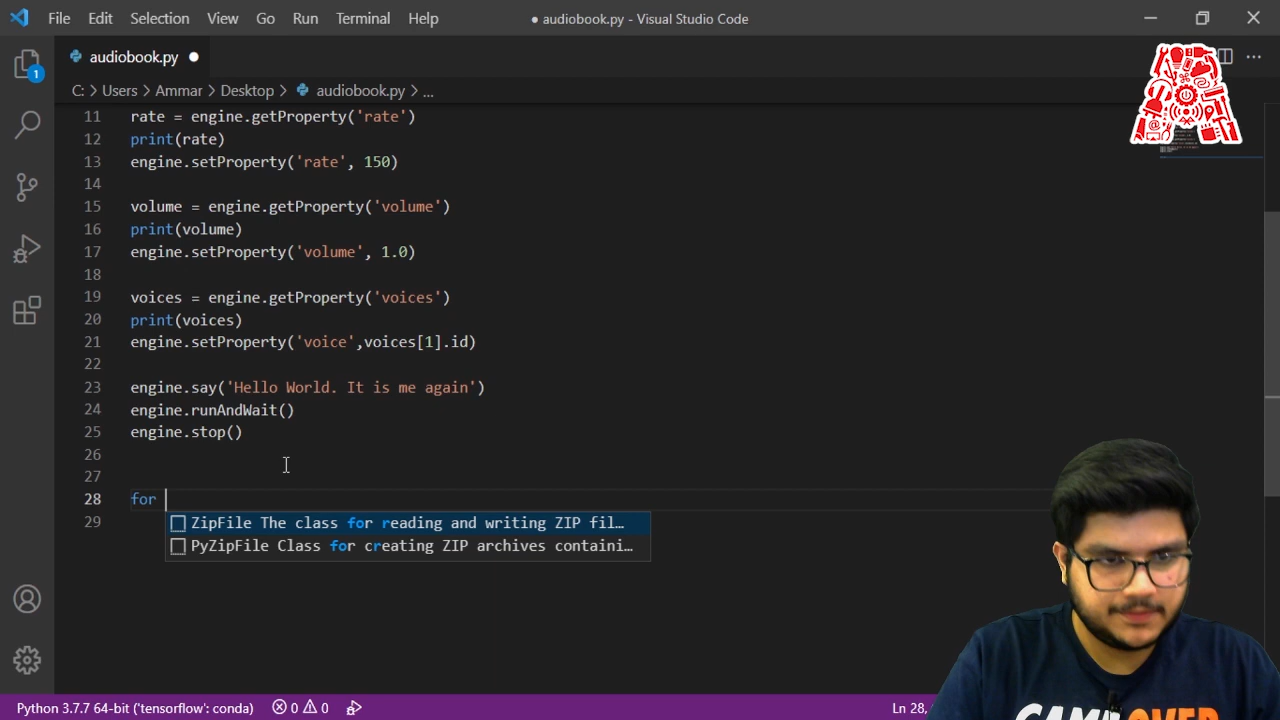 File Edit Selection View Go Run Terminal Help ● audiobook.py - Visual Studio Code
audiobook.py ●
C: > Users > Ammar > Desktop > audiobook.py > ...
1
11 rate = engine.getProperty('rate')
12 print(rate)
13 engine.setProperty('rate', 150)
14
15 volume = engine.getProperty('volume')
16 print(volume)
17 engine.setProperty('volume', 1.0)
18
19 voices = engine.getProperty('voices')
20 print(voices)
21 engine.setProperty('voice',voices[1].id)
22
23 engine.say('Hello World. It is me again')
24 engine.runAndWait()
25 engine.stop()
26
27
28 for
ZipFile The class for reading and writing ZIP fil…
29
PyZipFile Class for creating ZIP archives containi…
Python 3.7.7 64-bit ('tensorflow': conda) 0 0 Ln 28,